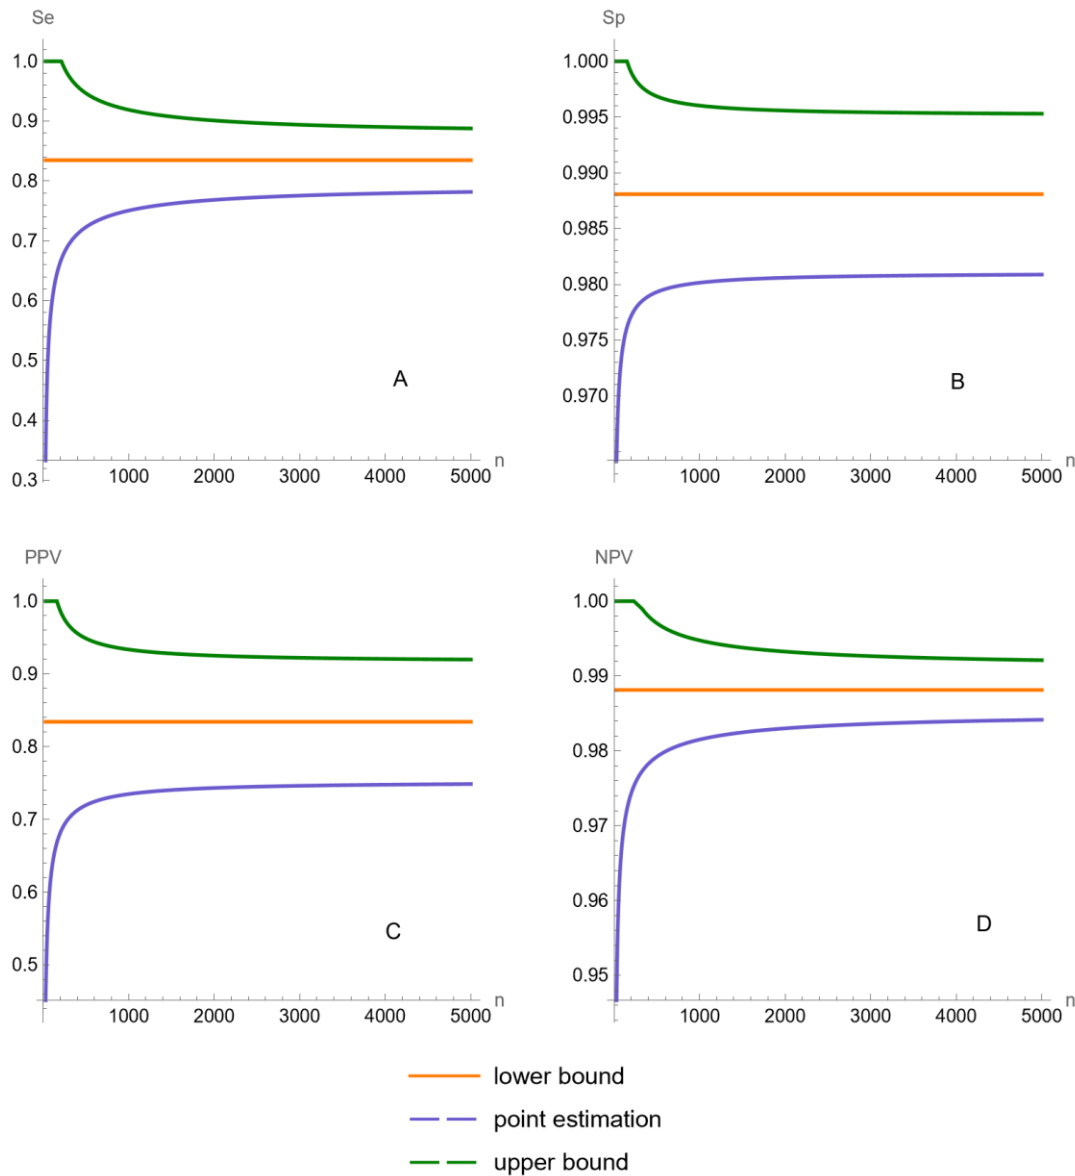 Se
1.0
0.9
0.8
0.7
0.6
0.5
0.4
0.3
1000 2000 3000 4000 5000 n
A
Sp
1.000
0.995
0.990
0.985
0.980
0.975
0.970
1000 2000 3000 4000 5000 n
B
PPV
1.0
0.9
0.8
0.7
0.6
0.5
1000 2000 3000 4000 5000 n
C
NPV
1.00
0.99
0.98
0.97
0.96
0.95
1000 2000 3000 4000 5000 n
D
lower bound
point estimation
upper bound